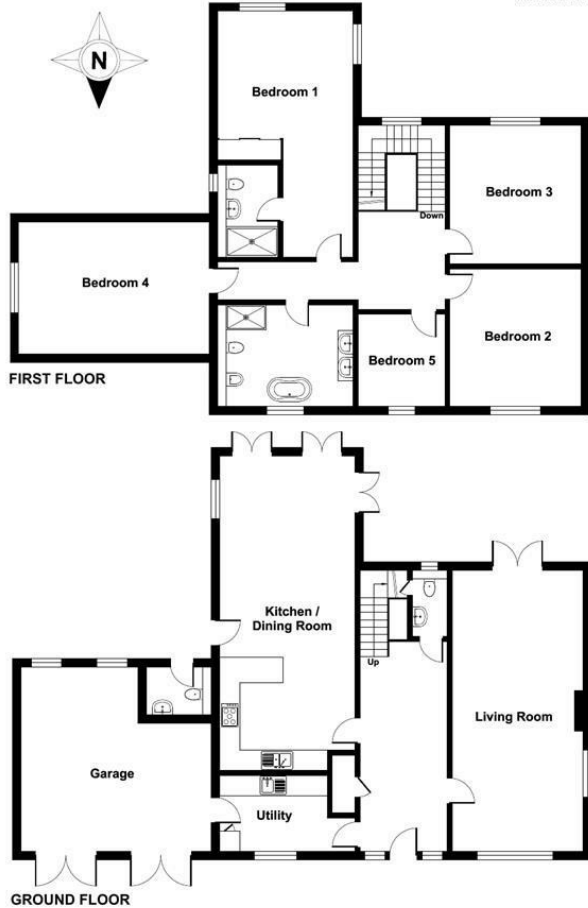 N
Bedroom 1
Bedroom 3
Down
Bedroom 4
Bedroom 2
Bedroom 5
FIRST FLOOR
Kitchen /
Dining Room
Up
Living Room
Garage
Utility
GROUND FLOOR